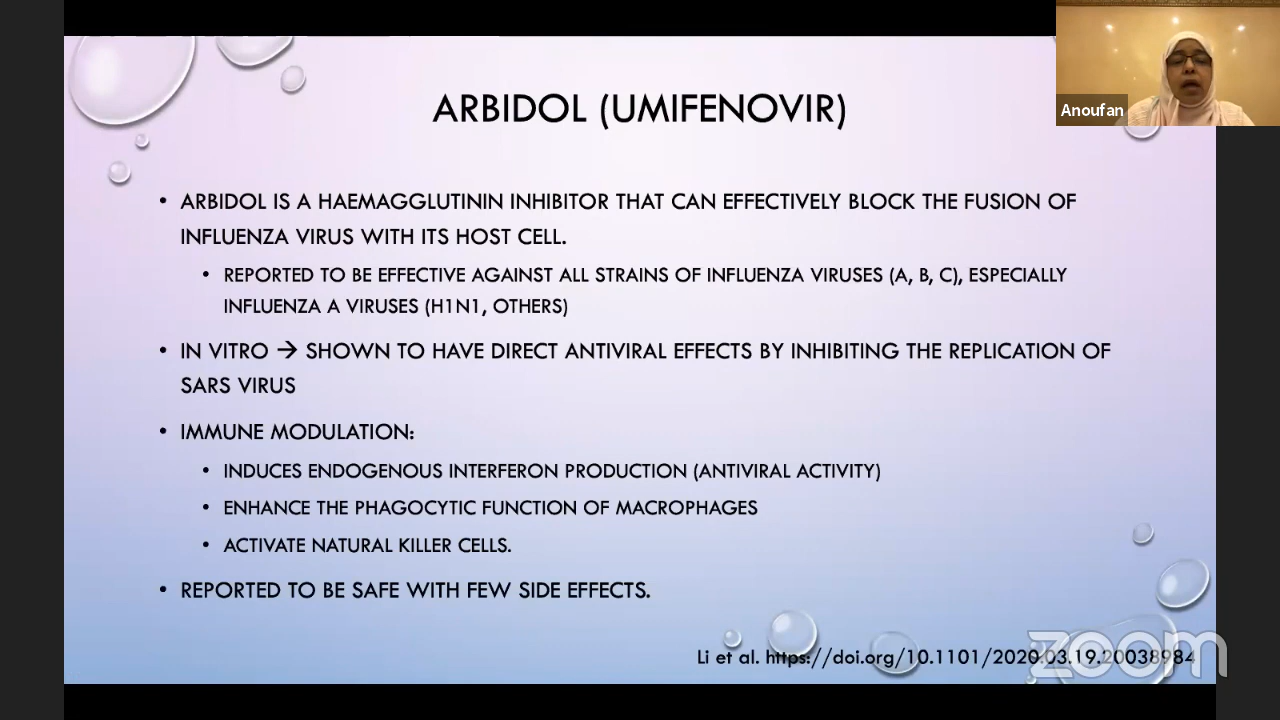 Anoufan
ARBIDOL (UMIFENOVIR)
• ARBIDOL IS A HAEMAGGLUTININ INHIBITOR THAT CAN EFFECTIVELY BLOCK THE FUSION OF
INFLUENZA VIRUS WITH ITS HOST CELL.
• REPORTED TO BE EFFECTIVE AGAINST ALL STRAINS OF INFLUENZA VIRUSES (A, B, C), ESPECIALLY
INFLUENZA A VIRUSES (H1N1, OTHERS)
• IN VITRO → SHOWN TO HAVE DIRECT ANTIVIRAL EFFECTS BY INHIBITING THE REPLICATION OF
SARS VIRUS
• IMMUNE MODULATION:
• INDUCES ENDOGENOUS INTERFERON PRODUCTION (ANTIVIRAL ACTIVITY)
• ENHANCE THE PHAGOCYTIC FUNCTION OF MACROPHAGES
• ACTIVATE NATURAL KILLER CELLS.
• REPORTED TO BE SAFE WITH FEW SIDE EFFECTS.
Li et al. https://doi.org/10.1101/2020.03.19.20038984
zoom